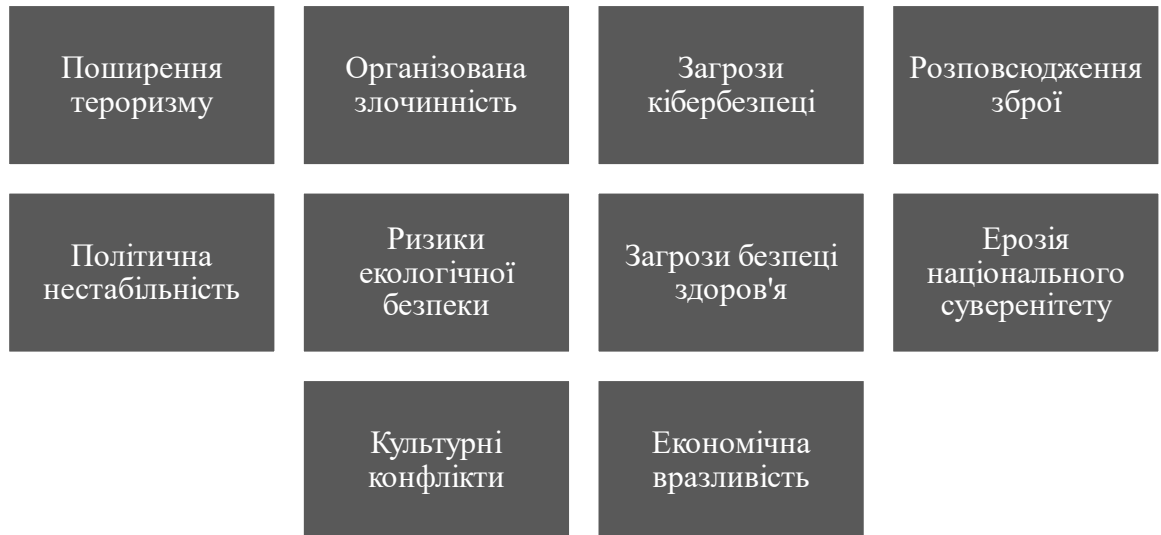 Поширення
тероризму
Організована
злочинність
Загрози
кібербезпеці
Розповсюдження
зброї
Політична
нестабільність
Ризики
екологічної
безпеки
Загрози безпеці
здоров'я
Ерозія
національного
суверенітету
Культурні
конфлікти
Економічна
вразливість